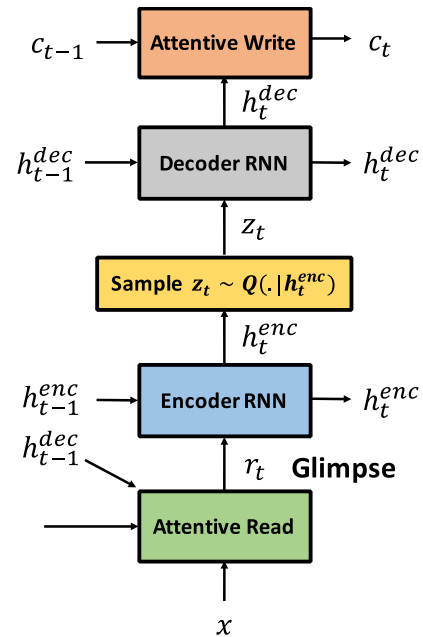 c_{t-1} Attentive Write c_t
h_t^{dec}
h_{t-1}^{dec} Decoder RNN h_t^{dec}
z_t
Sample z_t ~ Q(.|h_t^{enc})
h_t^{enc}
h_{t-1}^{enc} Encoder RNN h_t^{enc}
h_{t-1}^{dec}
r_t Glimpse
Attentive Read
x